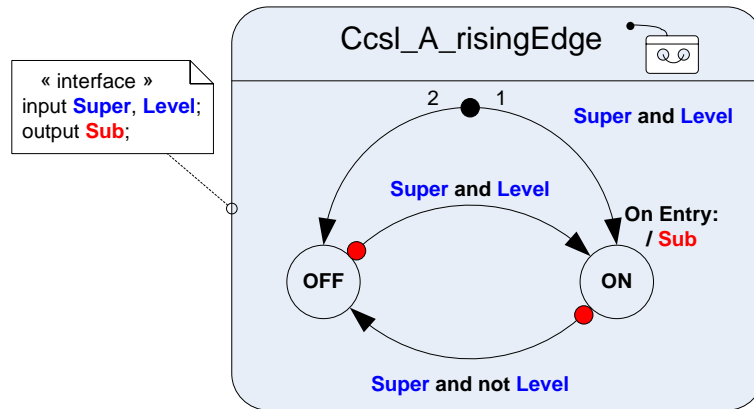 Ccsl_A_risingEdge
« interface »
input Super, Level;
output Sub;
2 1
Super and Level
Super and Level
On Entry:
/ Sub
OFF
ON
Super and not Level